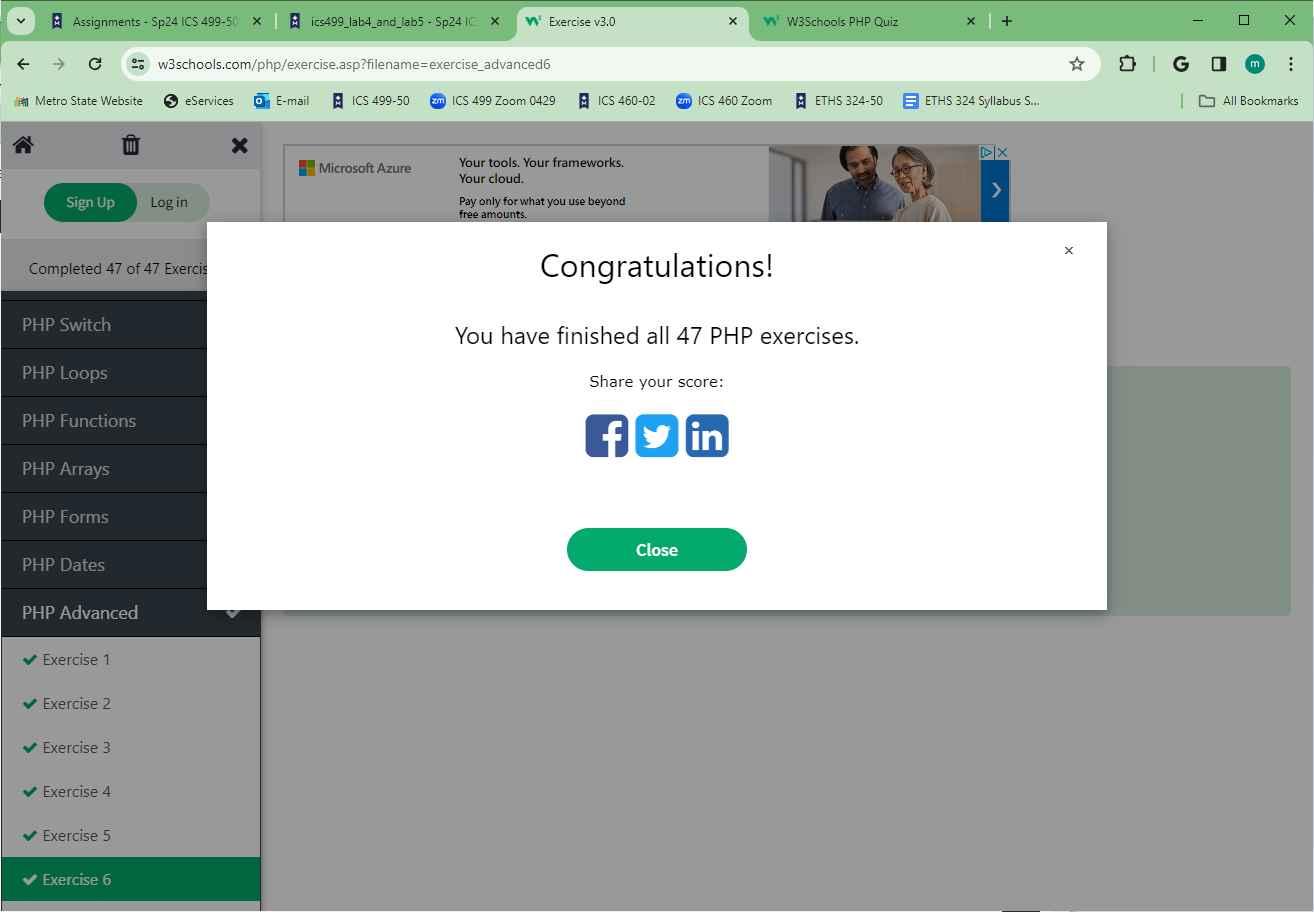 Assignments - Sp24 ICS 499-50
ics499_lab4_and_lab5 - Sp24 IC
Exercise v3.0
W3Schools PHP Quiz
w3schools.com/php/exercise.asp?filename=exercise_advanced6
G
m
Metro State Website
eServices
E-mail
ICS 499-50
zm
ICS 499 Zoom 0429
ICS 460-02
zm
ICS 460 Zoom
ETHS 324-50
ETHS 324 Syllabus S...
All Bookmarks
Microsoft Azure
Your tools. Your frameworks.
Your cloud.
Pay only for what you use beyond
free amounts.
Sign Up
Log in
Completed 47 of 47 Exercis
Congratulations!
You have finished all 47 PHP exercises.
Share your score:
Close
PHP Switch
PHP Loops
PHP Functions
PHP Arrays
PHP Forms
PHP Dates
PHP Advanced
Exercise 1
Exercise 2
Exercise 3
Exercise 4
Exercise 5
Exercise 6